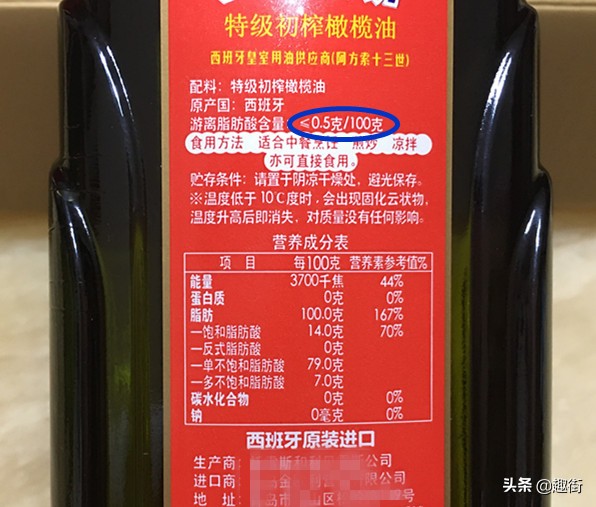 特级初榨橄榄油
西班牙皇室用油供应商(阿方索十三世)
配料：特级初榨橄榄油
原产国：西班牙
游离脂肪酸含量：≤0.5克/100克
食用方法 适合中餐烹饪 煎炒 凉拌
亦可直接食用。
贮存条件：请置于阴凉干燥处，避光保存。
※温度低于10℃度时，会出现固化云状物，
温度升高后即消失，对质量没有任何影响。
营养成分表
项 目 每100克 营养素参考值%
能量 3700千焦 44%
蛋白质 0克 0%
脂肪 100.0克 167%
—饱和脂肪酸 14.0克 70%
—反式脂肪酸 0克
—单不饱和脂肪酸 79.0克
—多不饱和脂肪酸 7.0克
碳水化合物 0克 0%
钠 0毫克 0%
西班牙原装进口
生产商： 公司
进口商： 公司
地 址： 岛市 区 号
头条 @趣街